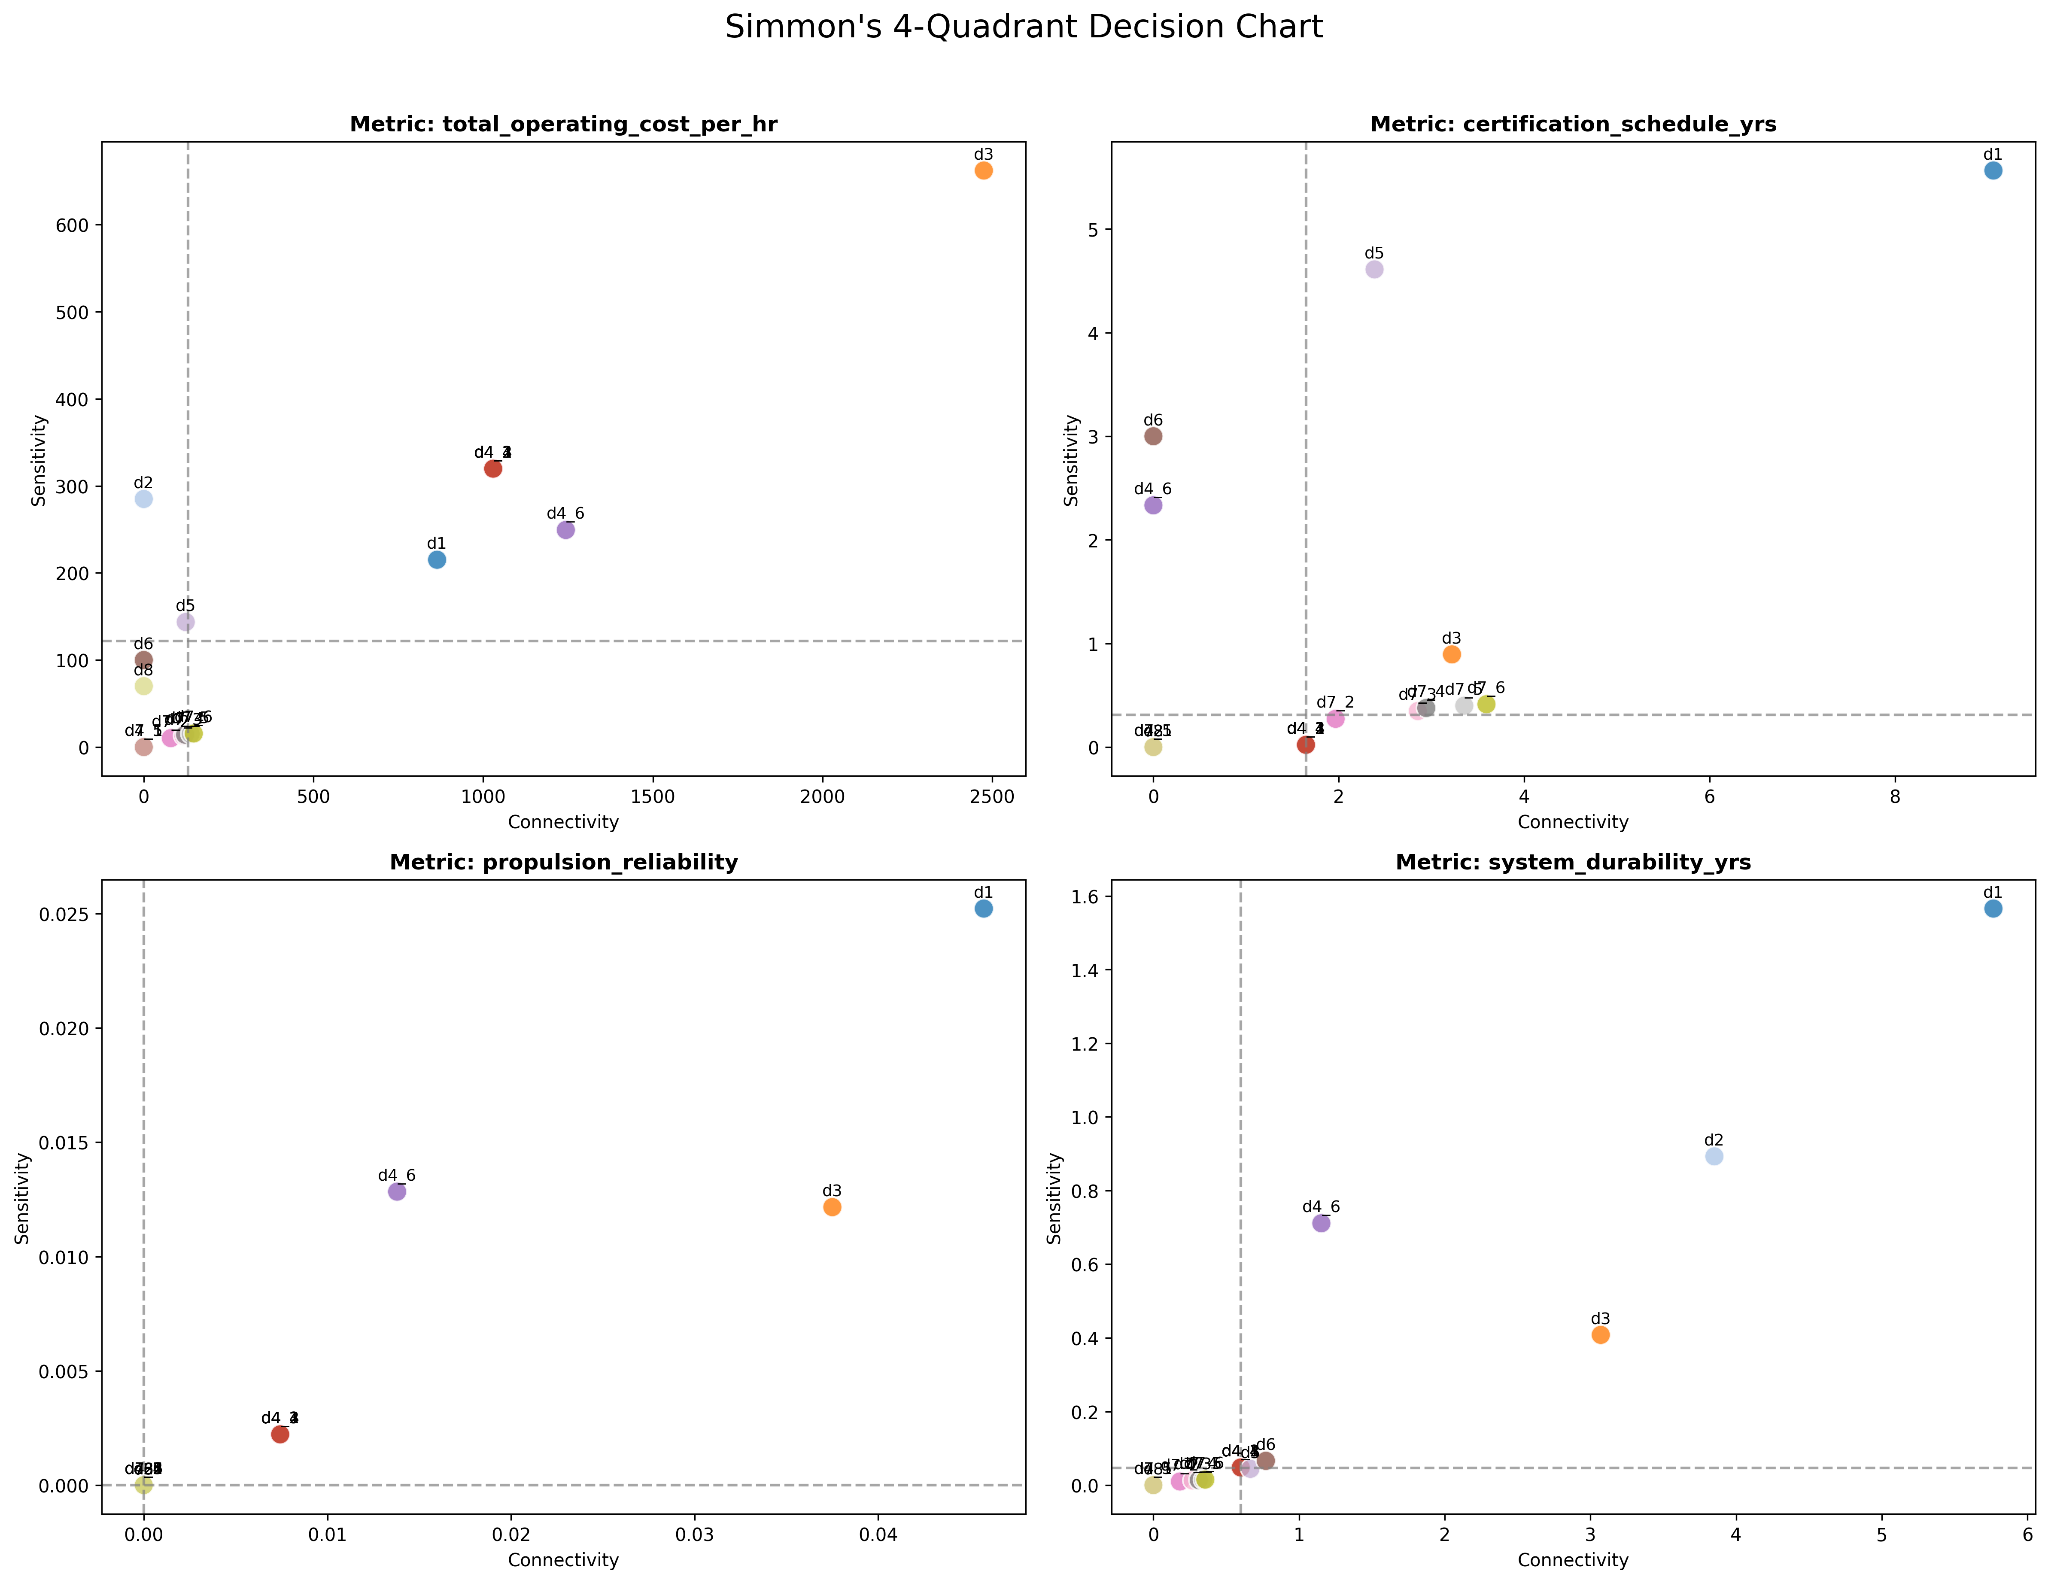 Simmon's 4-Quadrant Decision Chart
Metric: total_operating_cost_per_hr
d3
600
500
400
Sensitivity
d2
300
d4_6
d1
200
d5
d6
100
d8
0
0
500
1000
1500
2000
2500
Connectivity
Metric: certification_schedule_yrs
d1
5
d5
4
Sensitivity
d6
3
d4_6
2
d3
1
d7_2
d7_6
0
0
2
4
6
8
Connectivity
Metric: propulsion_reliability
d1
0.025
0.020
0.015
Sensitivity
d4_6
d3
0.010
0.005
0.000
0.00
0.01
0.02
0.03
0.04
Connectivity
Metric: system_durability_yrs
d1
1.6
1.4
1.2
1.0
Sensitivity
d2
0.8
d4_6
0.6
0.4
d3
0.2
d6
0.0
0
1
2
3
4
5
6
Connectivity